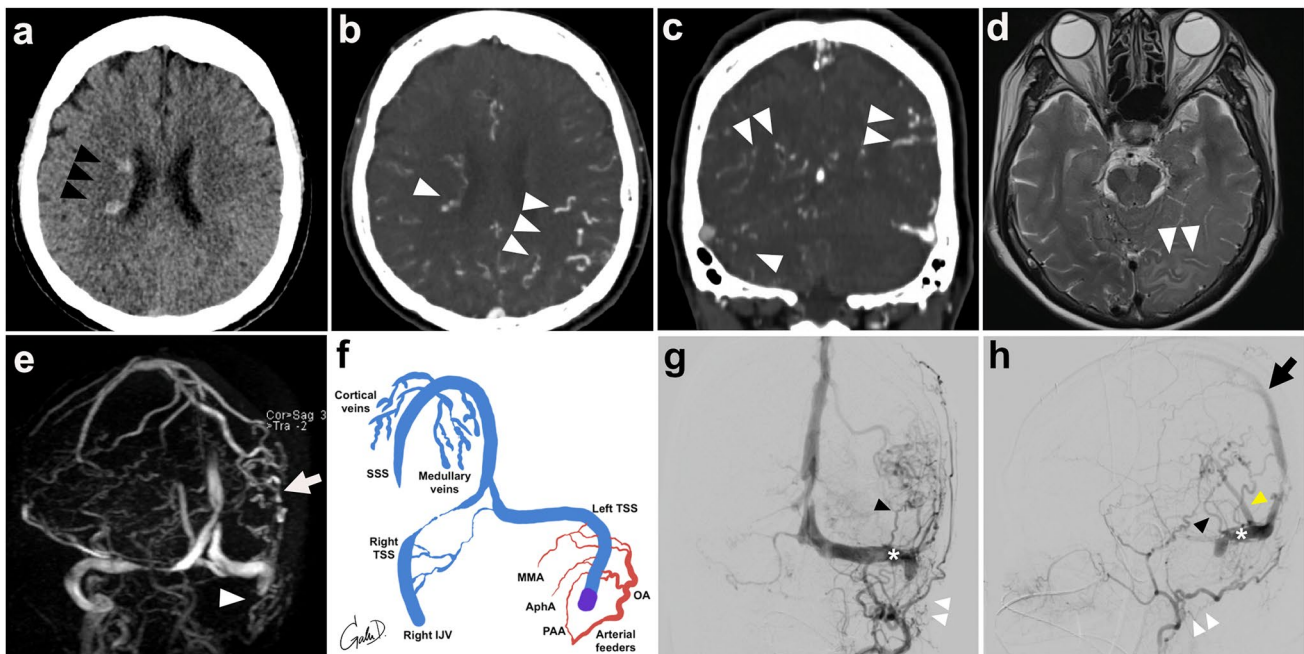 a
b
c
d
e
Cor>Sag 3
>Tra -2
f
Cortical
veins
SSS
Medullary
veins
Left TSS
Right
TSS
MMA
OA
AphA
PAA
Arterial
feeders
Right IJV
g
*
h
*